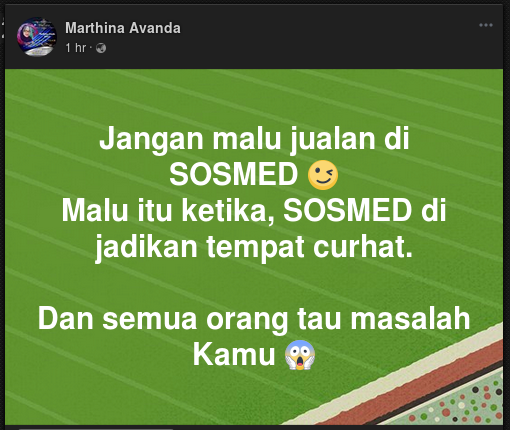 Marthina Avanda
1 hr ·
Jangan malu jualan di
SOSMED 😉
Malu itu ketika, SOSMED di
jadikan tempat curhat.
Dan semua orang tau masalah
Kamu 😱